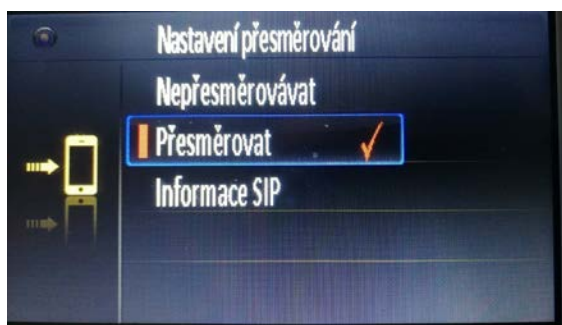 Nastavení přesměrování
Nepřesměrovávat
Přesměrovat
Informace SIP